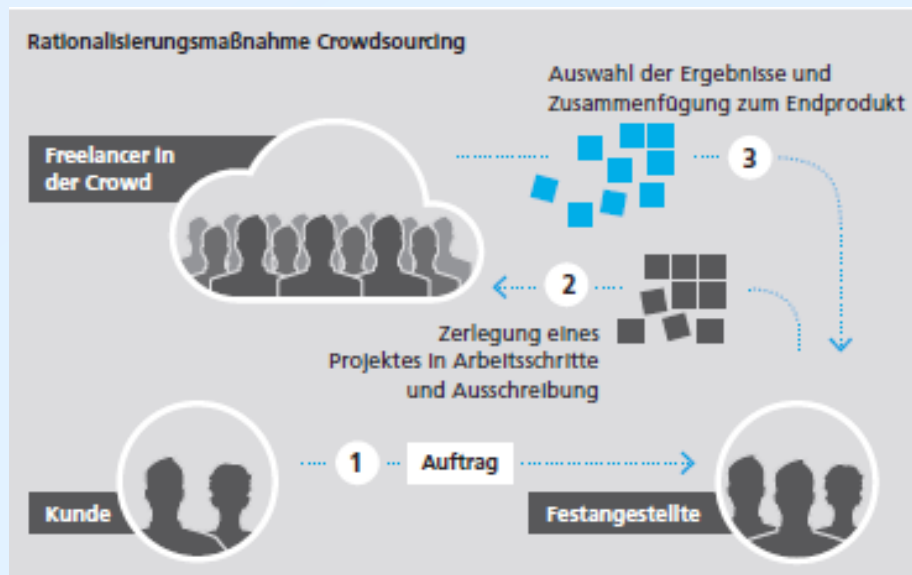 Rationalisierungsmaßnahme Crowdsourcing
Auswahl der Ergebnisse und
Zusammenfügung zum Endprodukt
Freelancer in
der Crowd
3
2
Zerlegung eines
Projektes in Arbeitsschritte
und Ausschreibung
1
Auftrag
Kunde
Festangestellte